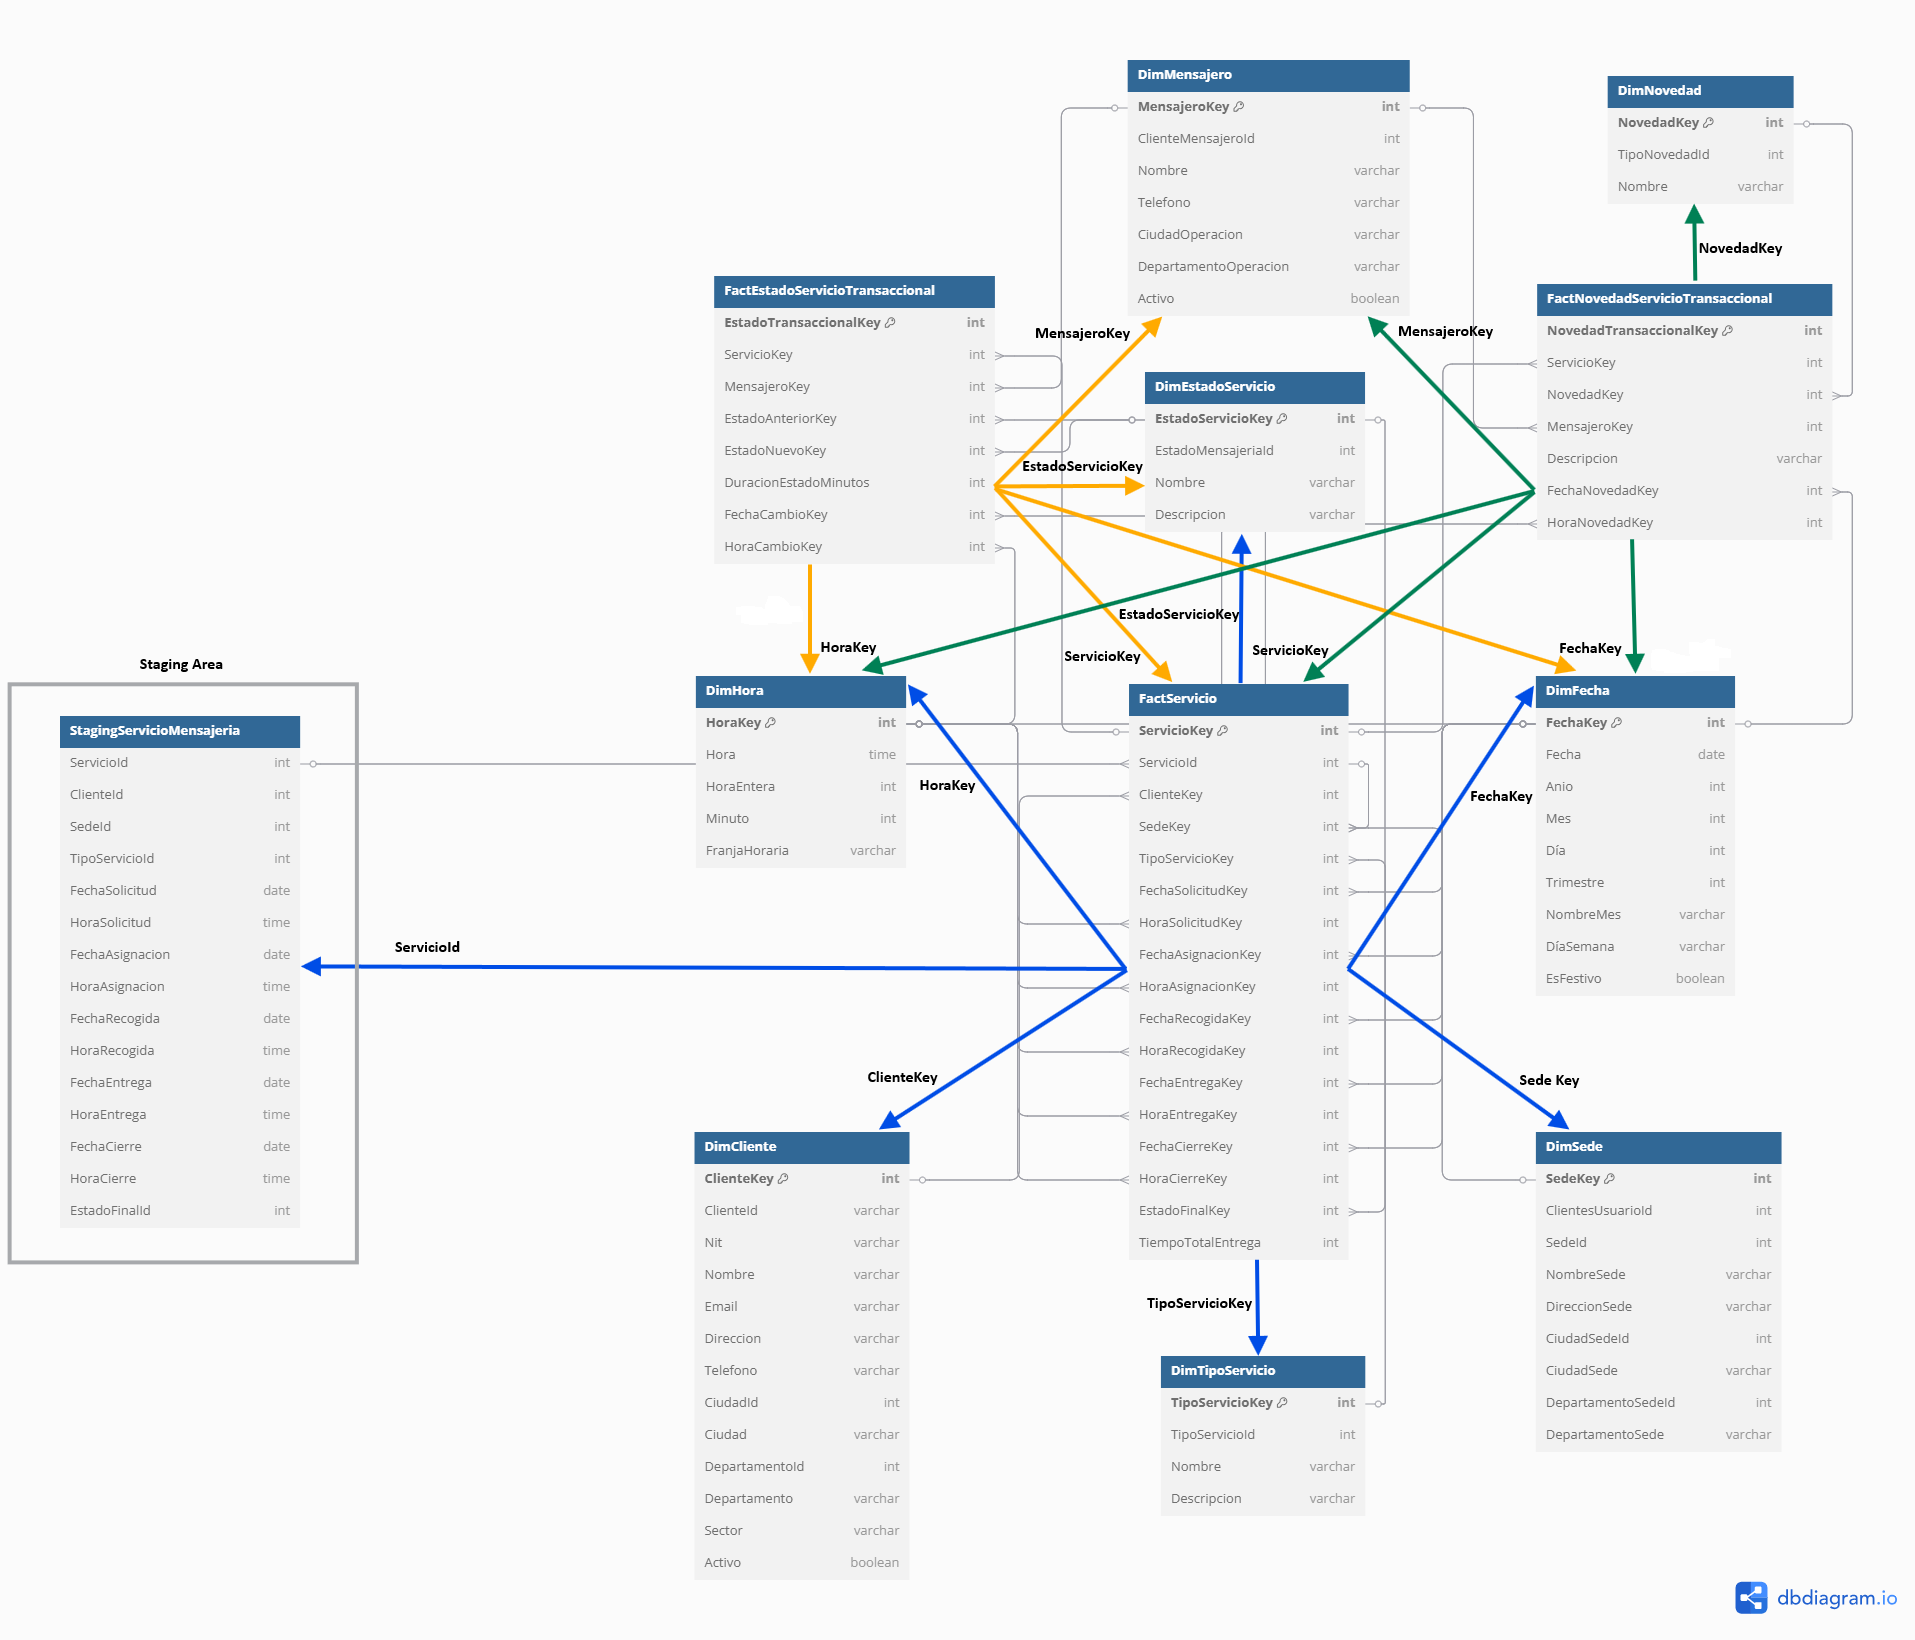 DimMensajero
MensajeroKey int
ClienteMensajeroId int
Nombre varchar
Telefono varchar
CiudadOperacion varchar
DepartamentoOperacion varchar
Activo boolean
DimNovedad
NovedadKey int
TipoNovedadId int
Nombre varchar
NovedadKey
FactEstadoServicioTransaccional
EstadoTransaccionalKey int
ServicioKey int
MensajeroKey int
EstadoAnteriorKey int
EstadoNuevoKey int
DuracionEstadoMinutos int
FechaCambioKey int
HoraCambioKey int
MensajeroKey
MensajeroKey
FactNovedadServicioTransaccional
NovedadTransaccionalKey int
ServicioKey int
NovedadKey int
MensajeroKey int
Descripcion varchar
FechaNovedadKey int
HoraNovedadKey int
DimEstadoServicio
EstadoServicioKey int
EstadoMensajeriaId int
Nombre varchar
Descripcion varchar
EstadoServicioKey
EstadoServicioKey
HoraKey
ServicioKey
ServicioKey
FechaKey
Staging Area
StagingServicioMensajeria
ServicioId int
ClienteId int
SedeId int
TipoServicioId int
FechaSolicitud date
HoraSolicitud time
FechaAsignacion date
HoraAsignacion time
FechaRecogida date
HoraRecogida time
FechaEntrega date
HoraEntrega time
FechaCierre date
HoraCierre time
EstadoFinalId int
ServicioId
DimHora
HoraKey int
Hora time
HoraEntera int
Minuto int
FranjaHoraria varchar
HoraKey
FactServicio
ServicioKey int
ServicioId int
ClienteKey int
SedeKey int
TipoServicioKey int
FechaSolicitudKey int
HoraSolicitudKey int
FechaAsignacionKey int
HoraAsignacionKey int
FechaRecogidaKey int
HoraRecogidaKey int
FechaEntregaKey int
HoraEntregaKey int
FechaCierreKey int
HoraCierreKey int
EstadoFinalKey int
TiempoTotalEntrega int
FechaKey
DimFecha
FechaKey int
Fecha date
Anio int
Mes int
Día int
Trimestre int
NombreMes varchar
DíaSemana varchar
EsFestivo boolean
ClienteKey
Sede Key
DimCliente
ClienteKey int
ClienteId varchar
Nit varchar
Nombre varchar
Email varchar
Direccion varchar
Telefono varchar
CiudadId int
Ciudad varchar
DepartamentoId int
Departamento varchar
Sector varchar
Activo boolean
TipoServicioKey
DimTipoServicio
TipoServicioKey int
TipoServicioId int
Nombre varchar
Descripcion varchar
DimSede
SedeKey int
ClientesUsuarioId int
SedeId int
NombreSede varchar
DireccionSede varchar
CiudadSedeId int
CiudadSede varchar
DepartamentoSedeId int
DepartamentoSede varchar
dbdiagram.io